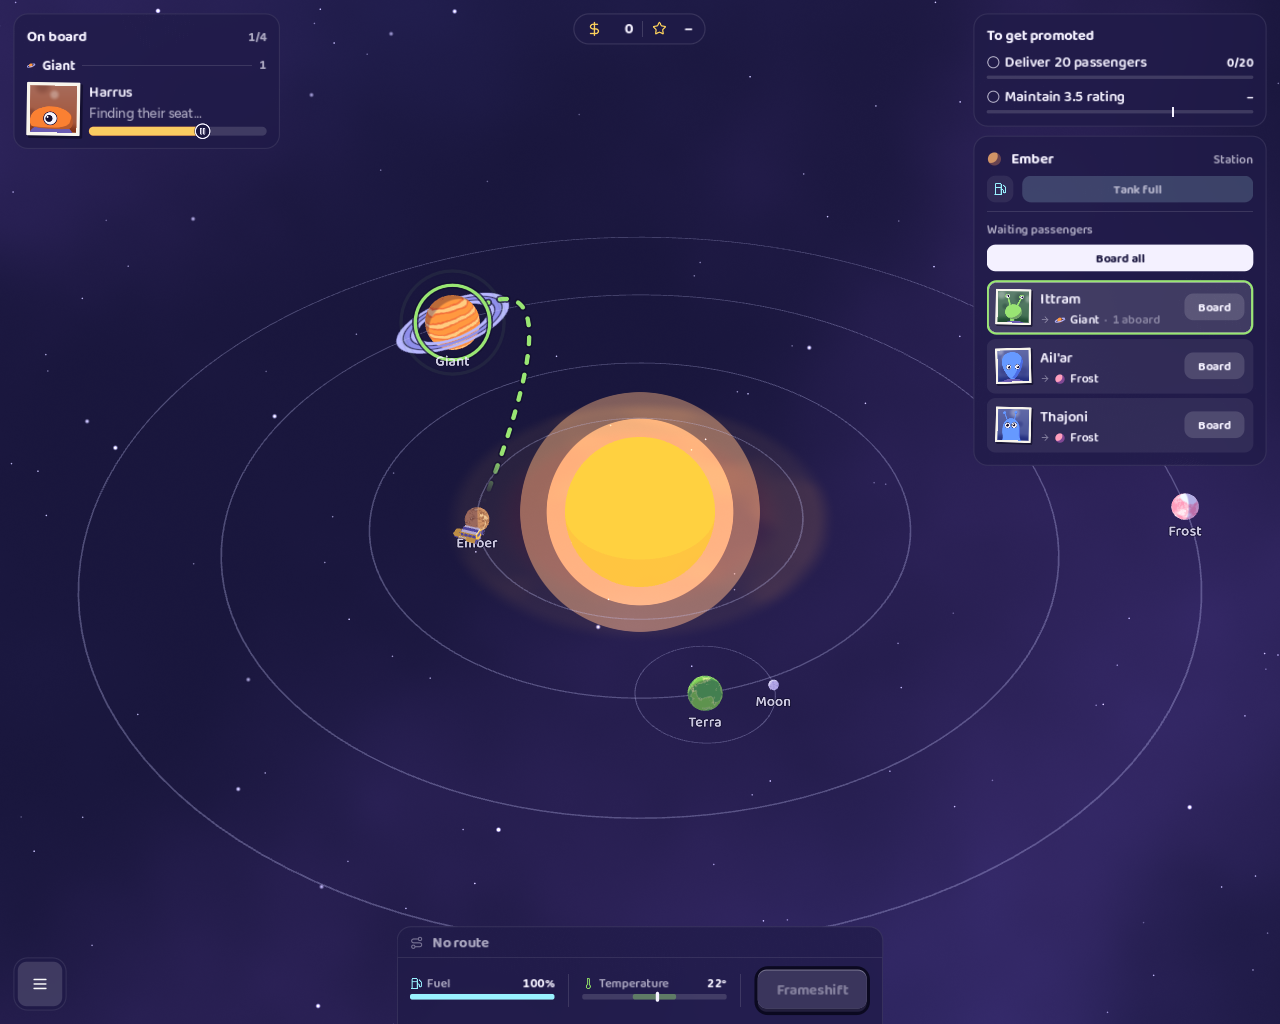 On board 1/4
Giant 1
Harrus
Finding their seat...
$ 0 –
To get promoted
Deliver 20 passengers 0/20
Maintain 3.5 rating –
Ember Station
Tank full
Waiting passengers
Board all
Ittram
→ Giant · 1 aboard
Board
Ail'ar
→ Frost
Board
Thajoni
→ Frost
Board
Giant
Ember
Frost
Terra
Moon
No route
Fuel 100%
Temperature 22°
Frameshift